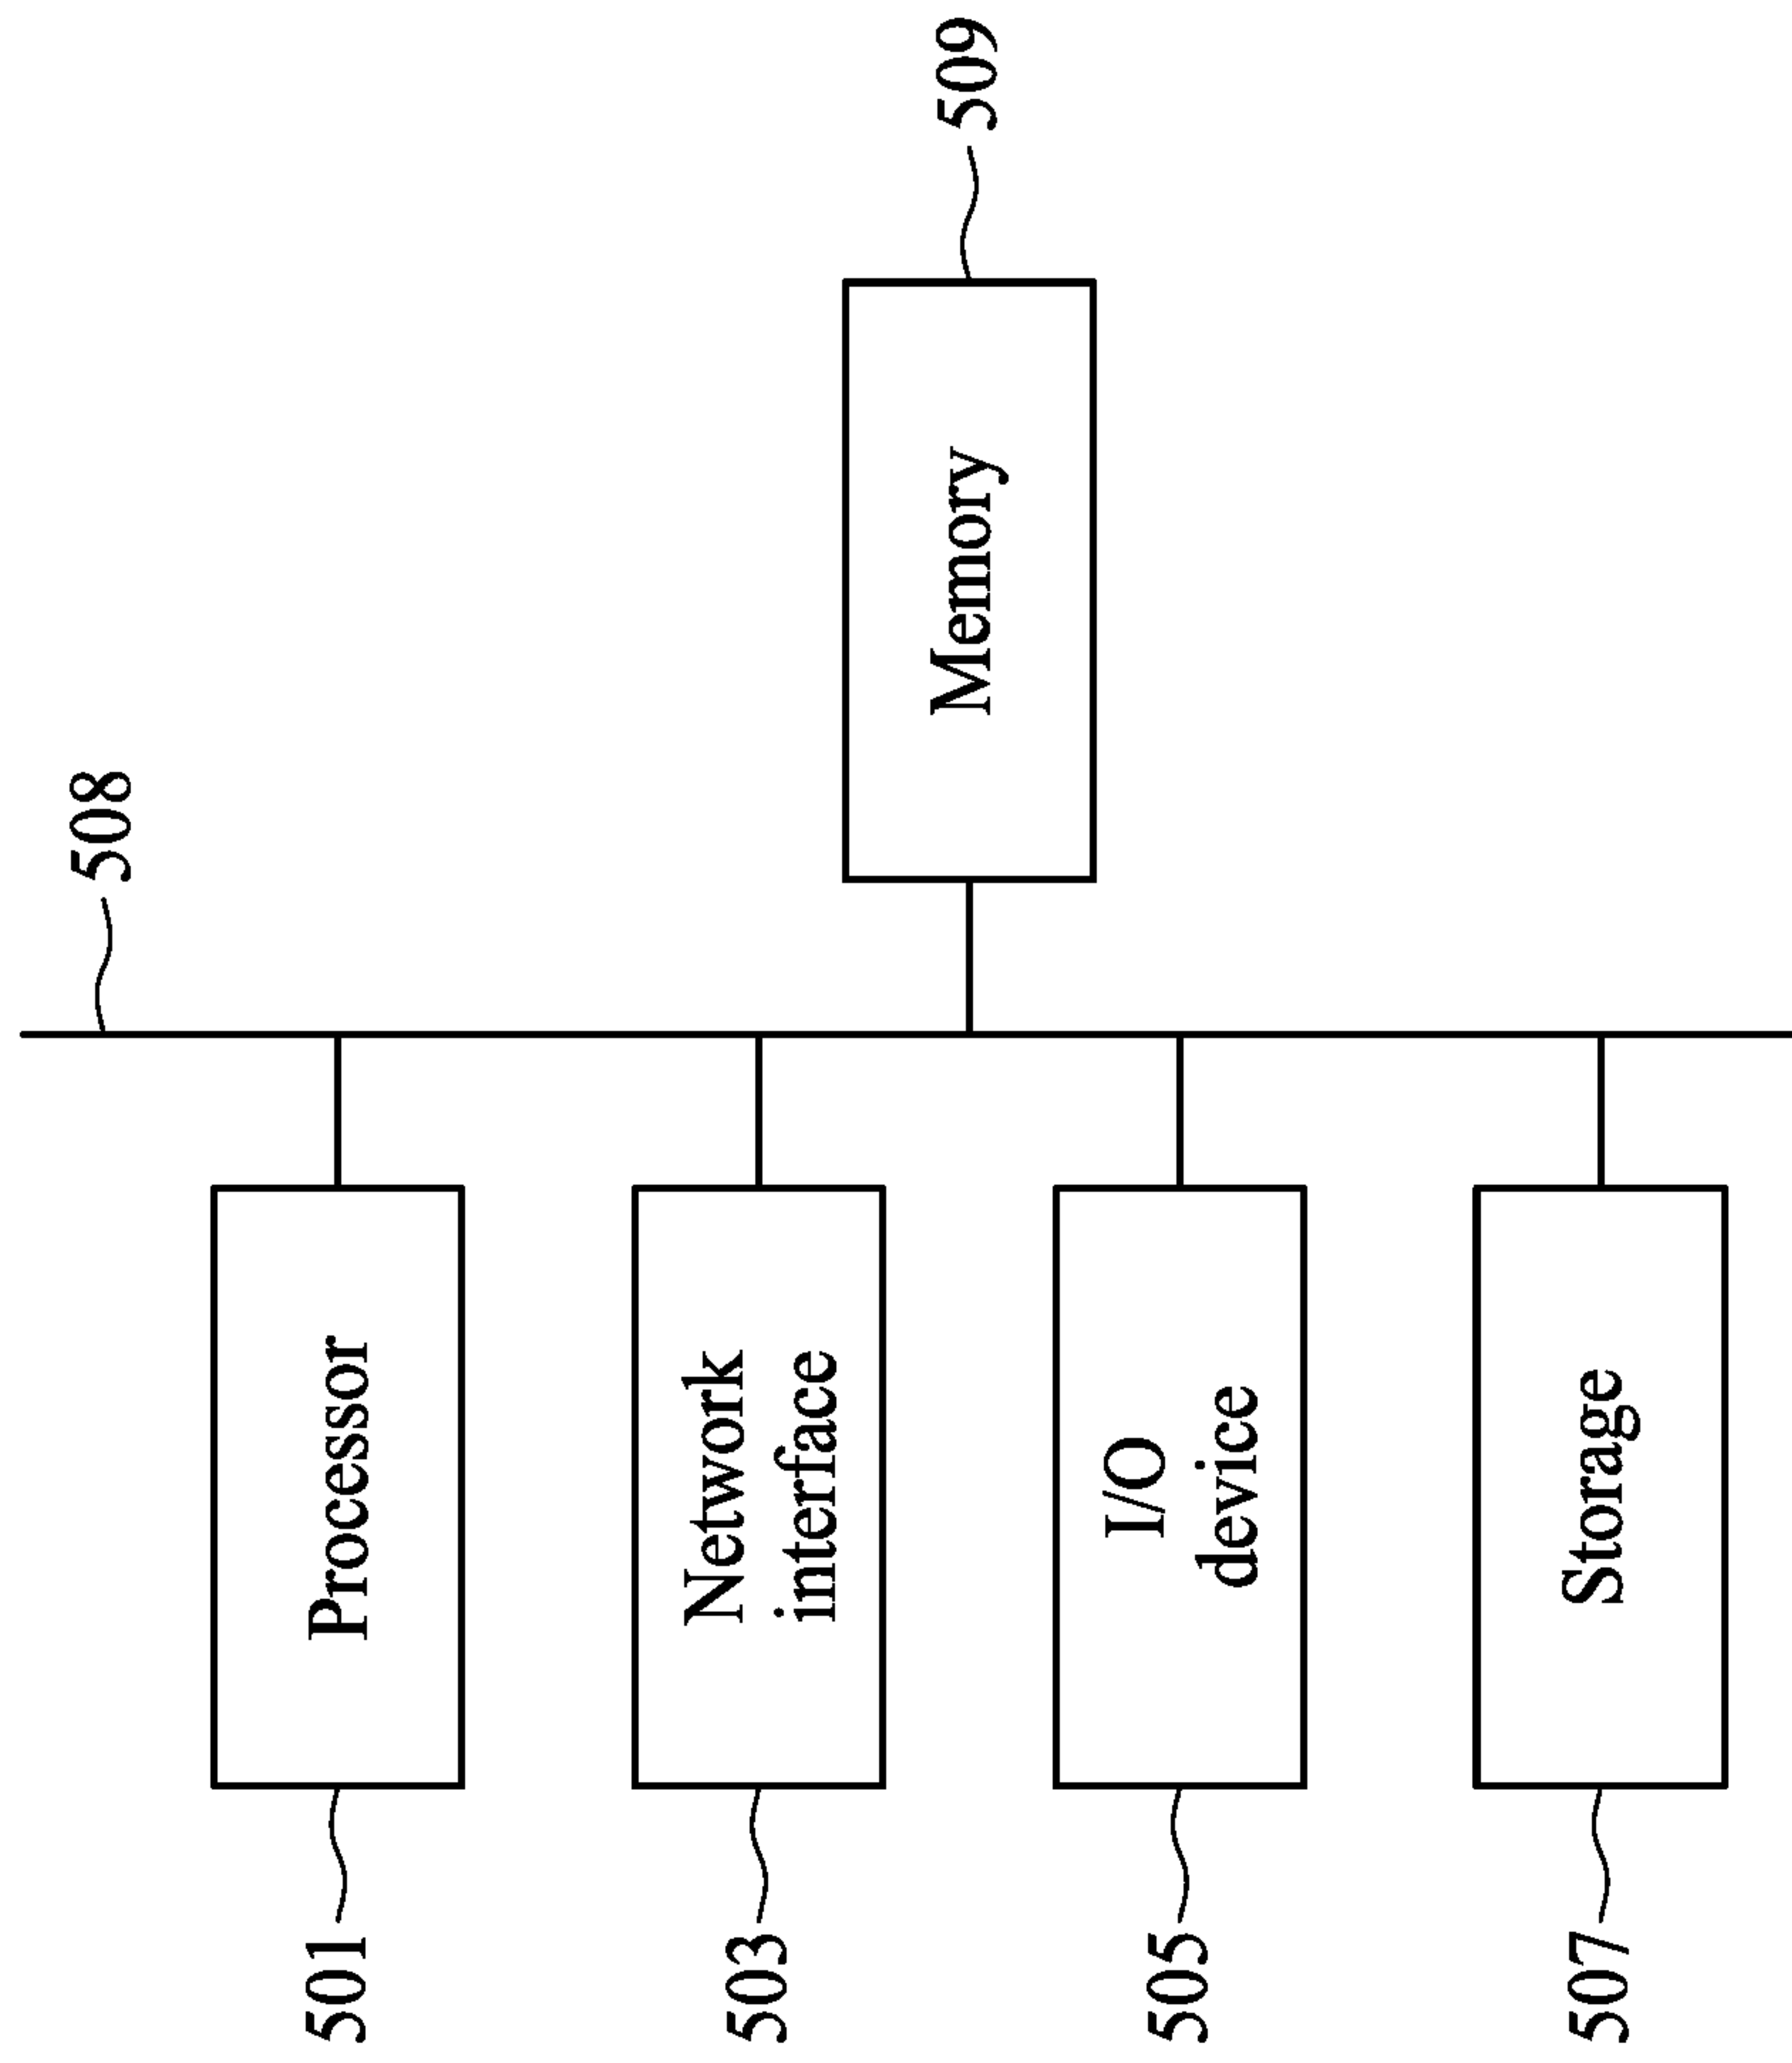 508
501
Processor
503
Network
interface
Memory
509
505
I/O
device
507
Storage